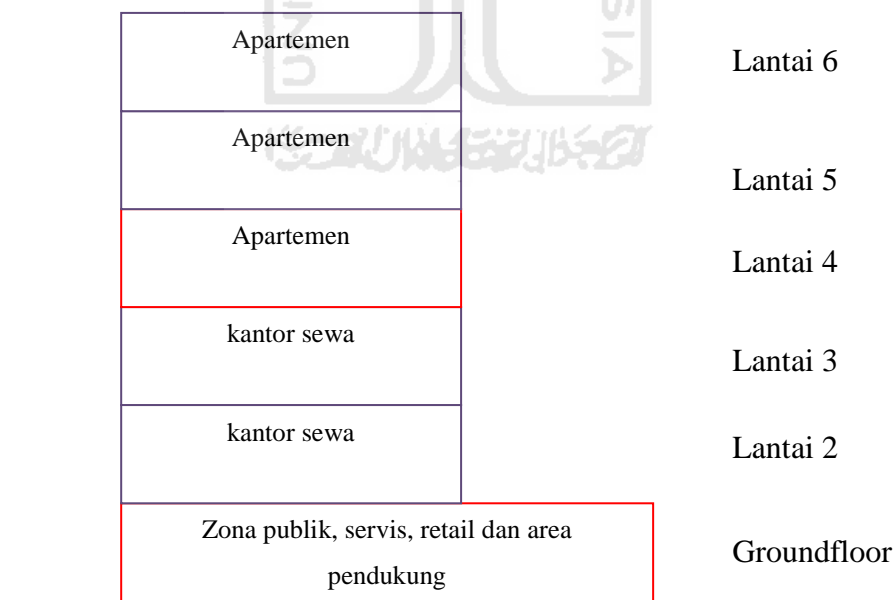 Apartemen
Lantai 6
Apartemen
Lantai 5
Apartemen
Lantai 4
kantor sewa
Lantai 3
kantor sewa
Lantai 2
Zona publik, servis, retail dan area
pendukung
Groundfloor